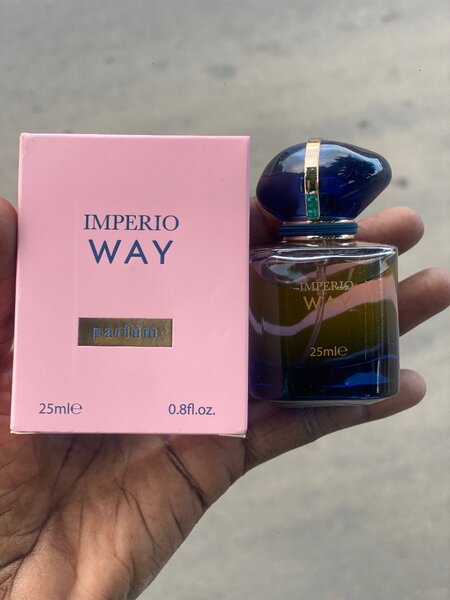 IMPERIO
WAY
parfum
25ml℮
0.8fl.oz.
IMPERIO
WAY
25ml℮